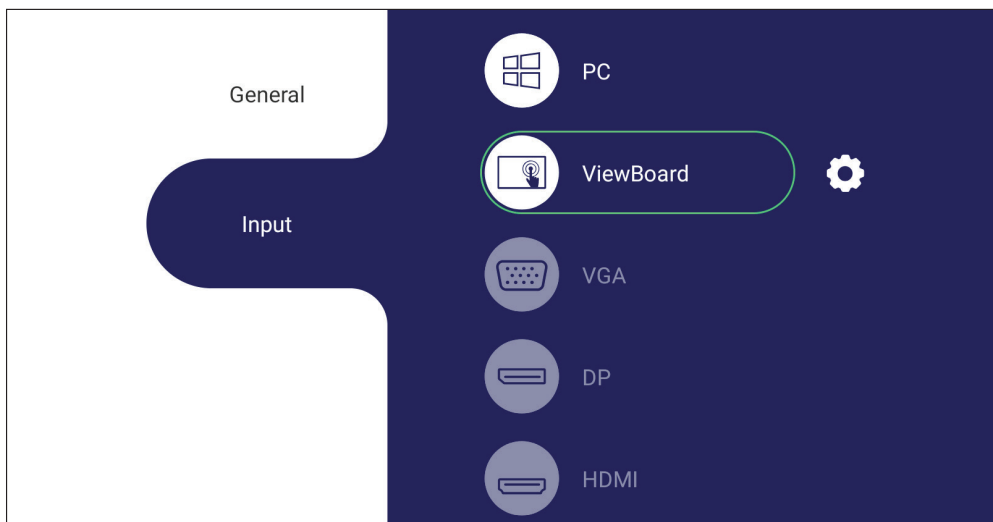 General
Input
PC
ViewBoard
VGA
DP
HDMI